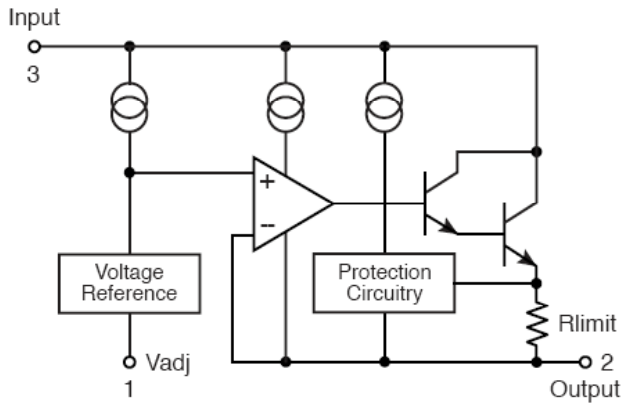 Input
3
+
--
Voltage
Reference
Protection
Circuitry
Rlimit
Vadj
1
2
Output